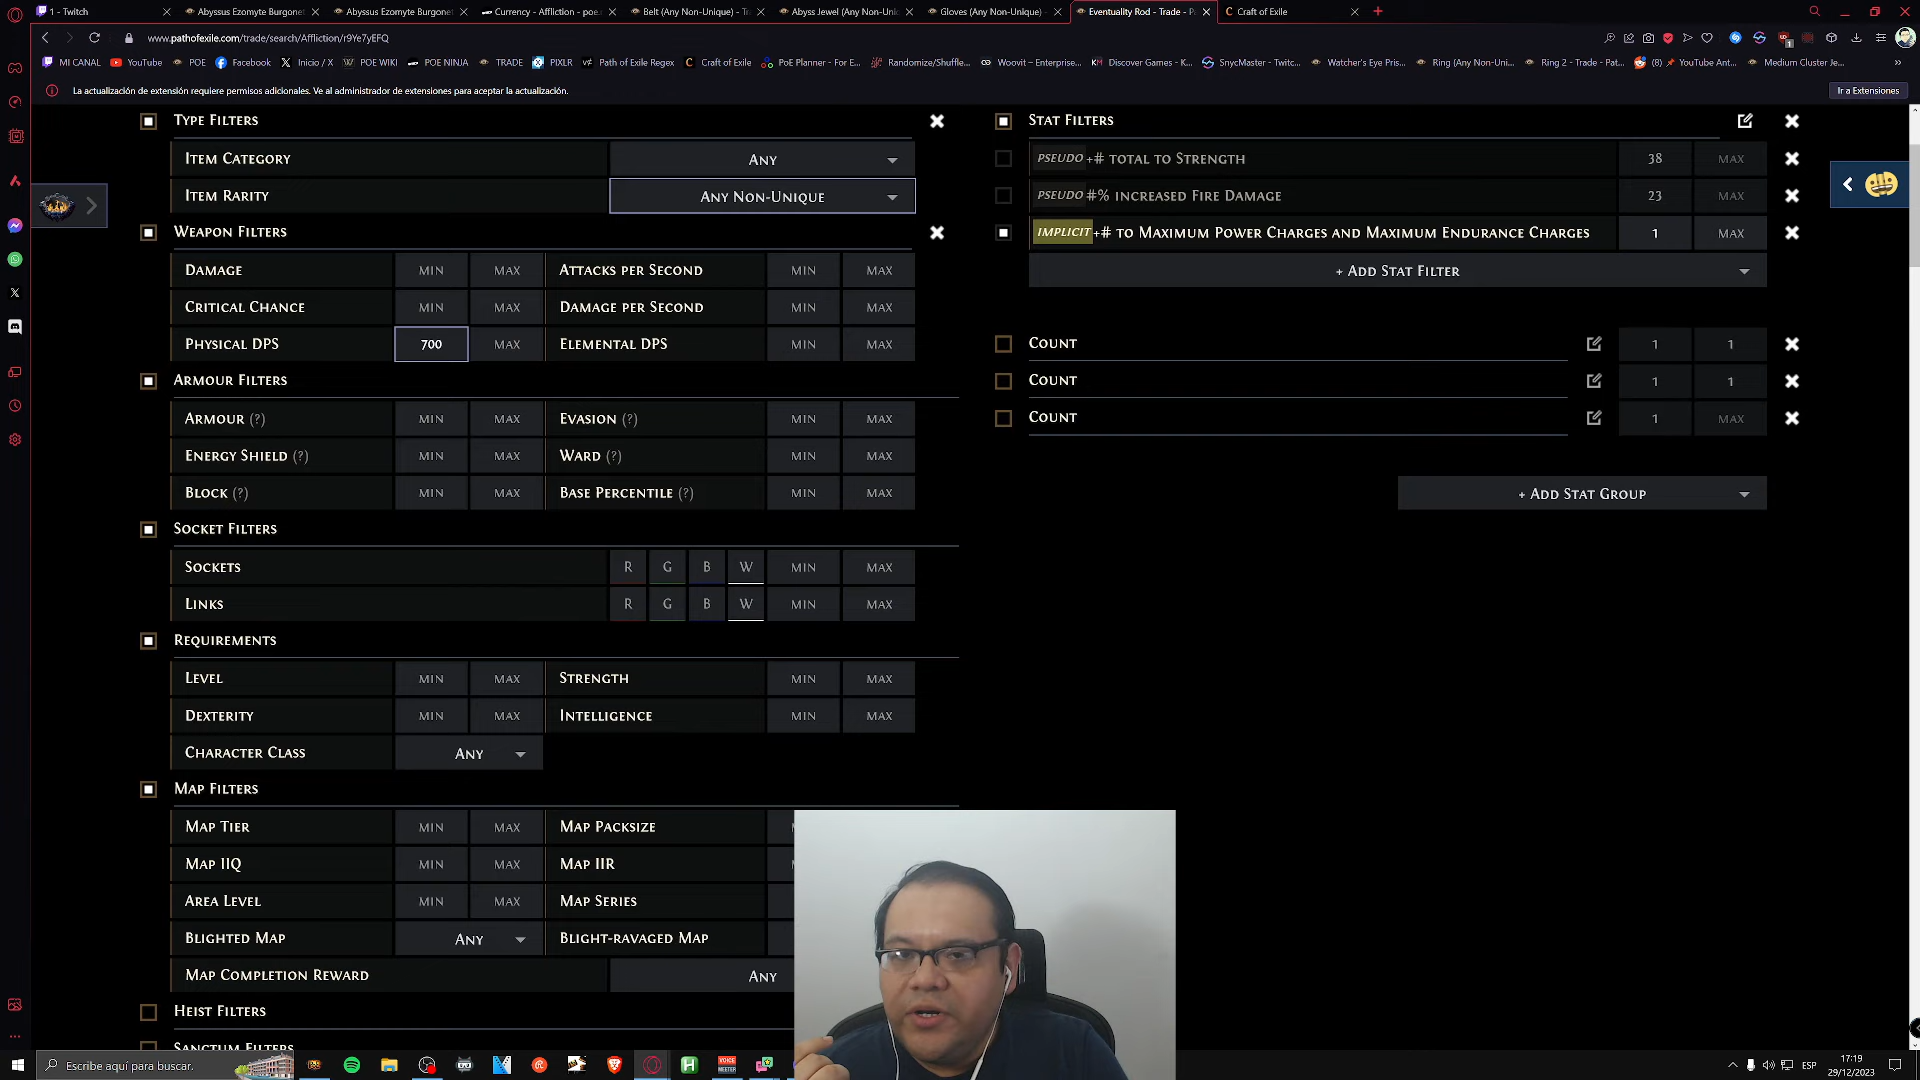 1 - Twitch
Abyssus Ezomyte Burgonet
Abyssus Ezomyte Burgonet
Currency - Affliction - poe.
Belt (Any Non-Unique) - T
Abyss Jewel (Any Non-Uni
Gloves (Any Non-Unique) -
Eventuality Rod - Trade - P
Craft of Exile
www.pathofexile.com/trade/search/Affliction/r9Ye7yEFQ
MI CANAL
YouTube
POE
Facebook
Inicio / X
POE WIKI
POE NINJA
TRADE
PIXLR
Path of Exile Regex
Craft of Exile
PoE Planner - For E...
Randomize/Shuffle...
Woovit – Enterprise...
Discover Games - K...
SnycMaster - Twitc...
Watcher's Eye Pris...
Ring (Any Non-Uni...
Ring 2 - Trade - Pat...
(8) YouTube Ant...
Medium Cluster Je...
La actualización de extensión requiere permisos adicionales. Ve al administrador de extensiones para aceptar la actualización.
Ir a Extensiones
Type Filters
Item Category Any
Item Rarity Any Non-Unique
Weapon Filters
Damage MIN MAX Attacks per Second MIN MAX
Critical Chance MIN MAX Damage per Second MIN MAX
Physical DPS 700 MAX Elemental DPS MIN MAX
Armour Filters
Armour (?) MIN MAX Evasion (?) MIN MAX
Energy Shield (?) MIN MAX Ward (?) MIN MAX
Block (?) MIN MAX Base Percentile (?) MIN MAX
Socket Filters
Sockets R G B W MIN MAX
Links R G B W MIN MAX
Requirements
Level MIN MAX Strength MIN MAX
Dexterity MIN MAX Intelligence MIN MAX
Character Class Any
Map Filters
Map Tier MIN MAX Map Packsize
Map IIQ MIN MAX Map IIR
Area Level MIN MAX Map Series
Blighted Map Any Blight-ravaged Map
Map Completion Reward Any
Heist Filters
Sanctum Filters
Stat Filters
PSEUDO +# total to Strength 38 MAX
PSEUDO #% increased Fire Damage 23 MAX
IMPLICIT +# to Maximum Power Charges and Maximum Endurance Charges 1 MAX
+ Add Stat Filter
Count 1 1
Count 1 1
Count 1 MAX
+ Add Stat Group
Escribe aquí para buscar.
VOICE MEETER
ESP
17:19
29/12/2023